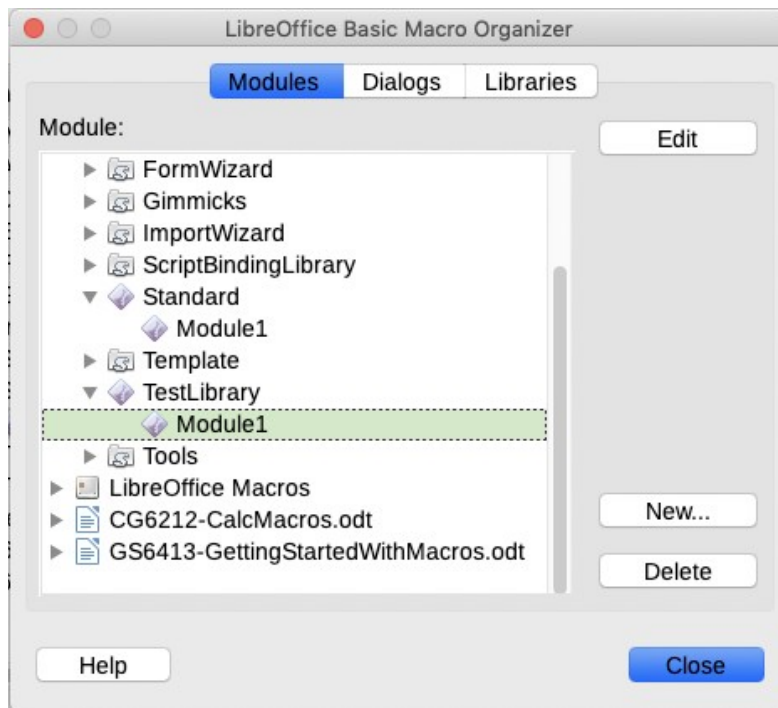 LibreOffice Basic Macro Organizer
Modules Dialogs Libraries
Module:
Edit
FormWizard
Gimmicks
ImportWizard
ScriptBindingLibrary
Standard
Module1
Template
TestLibrary
Module1
Tools
LibreOffice Macros
CG6212-CalcMacros.odt
GS6413-GettingStartedWithMacros.odt
New...
Delete
Help
Close